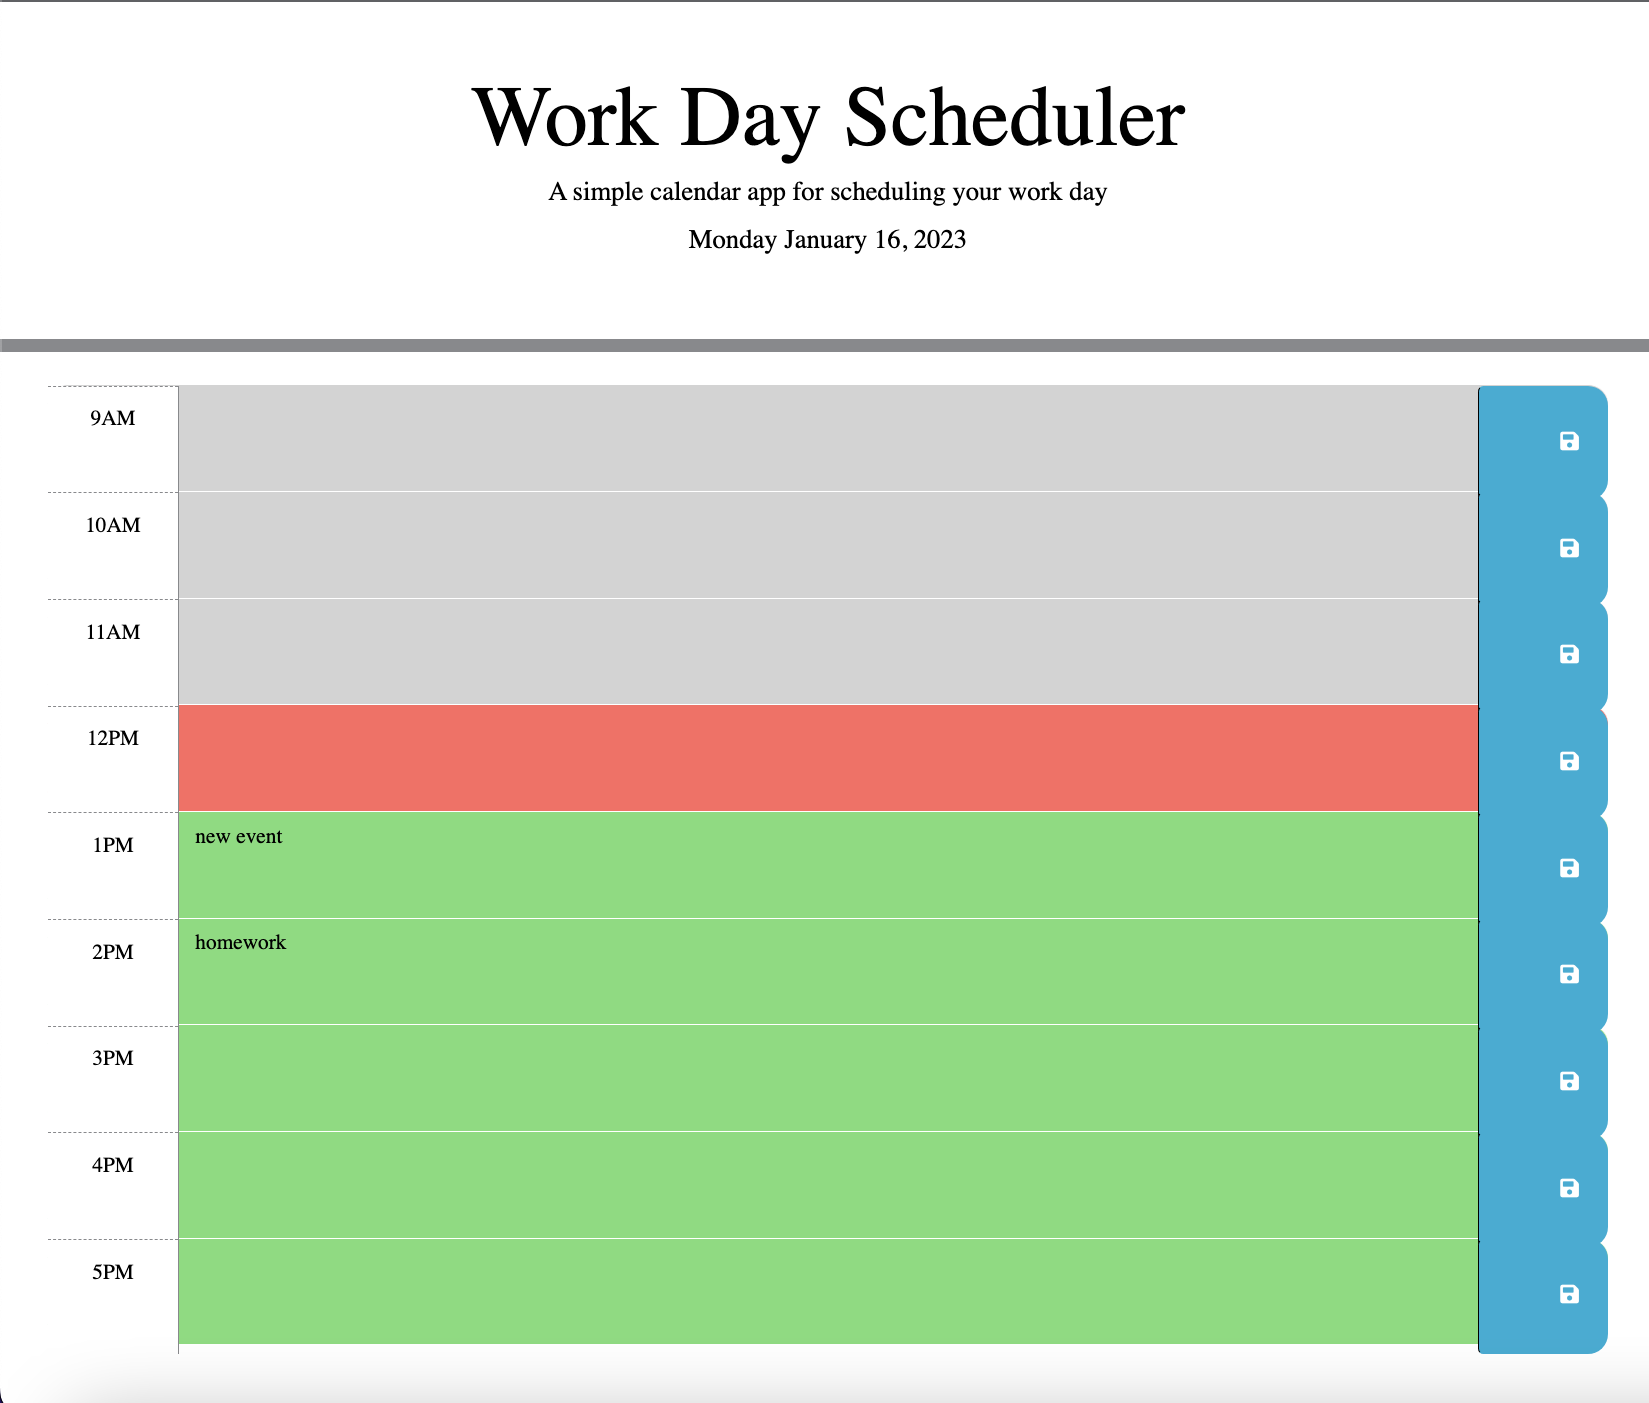 Work Day Scheduler
A simple calendar app for scheduling your work day
Monday January 16, 2023
9AM
10AM
11AM
12PM
1PM
new event
2PM
homework
3PM
4PM
5PM